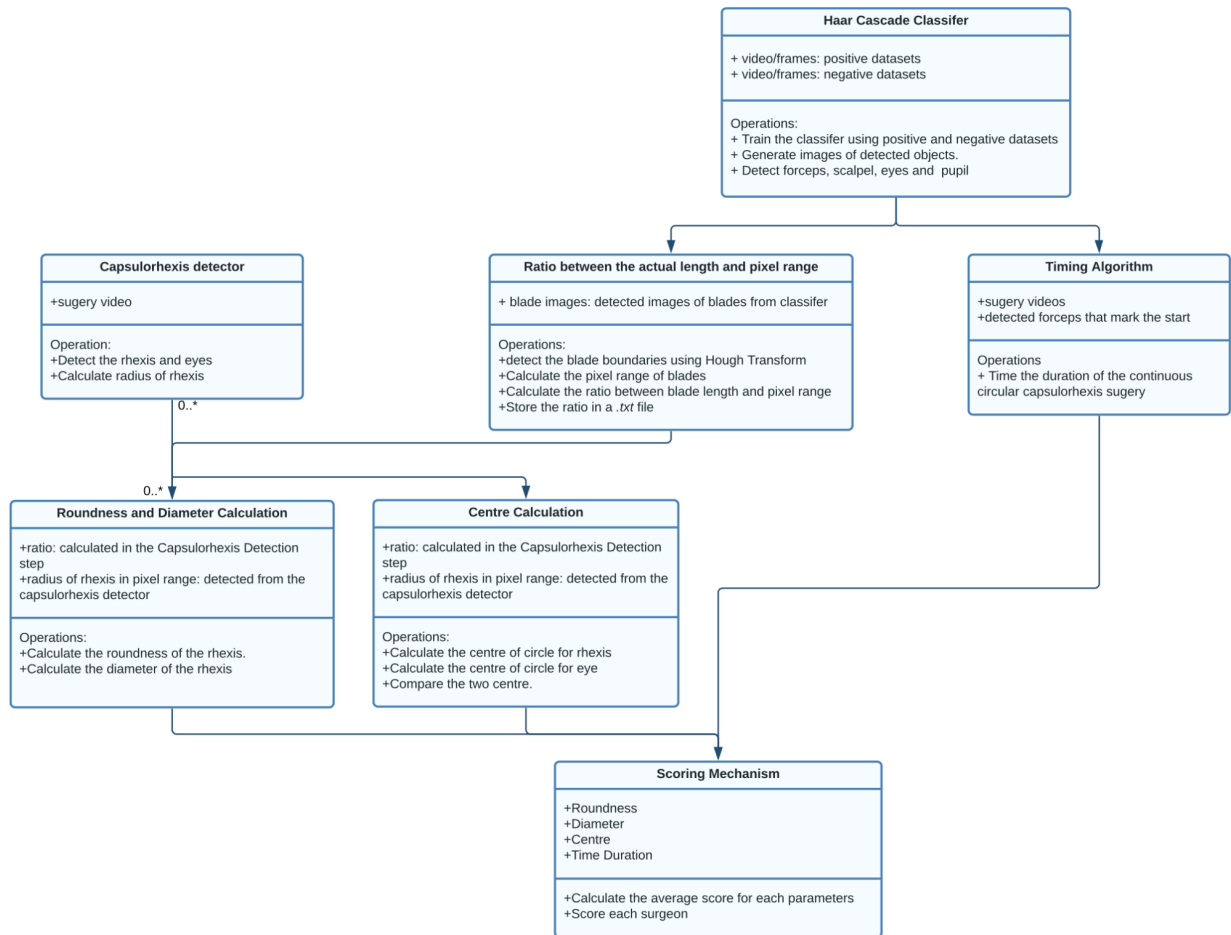 Haar Cascade Classifer
+ video/frames: positive datasets
+ video/frames: negative datasets
Operations:
+ Train the classifer using positive and negative datasets
+ Generate images of detected objects.
+ Detect forceps, scalpel, eyes and  pupil
Capsulorhexis detector
+sugery video
Operation:
+Detect the rhexis and eyes
+Calculate radius of rhexis
0..*
Ratio between the actual length and pixel range
+ blade images: detected images of blades from classifer
Operations:
+detect the blade boundaries using Hough Transform
+Calculate the pixel range of blades
+Calculate the ratio between blade length and pixel range
+Store the ratio in a .txt file
Timing Algorithm
+sugery videos
+detected forceps that mark the start
Operations
+ Time the duration of the continuous
circular capsulorhexis sugery
0..*
Roundness and Diameter Calculation
+ratio: calculated in the Capsulorhexis Detection
step
+radius of rhexis in pixel range: detected from the
capsulorhexis detector
Operations:
+Calculate the roundness of the rhexis.
+Calculate the diameter of the rhexis
Centre Calculation
+ratio: calculated in the Capsulorhexis Detection
step
+radius of rhexis in pixel range: detected from the
capsulorhexis detector
Operations:
+Calculate the centre of circle for rhexis
+Calculate the centre of circle for eye
+Compare the two centre.
Scoring Mechanism
+Roundness
+Diameter
+Centre
+Time Duration
+Calculate the average score for each parameters
+Score each surgeon